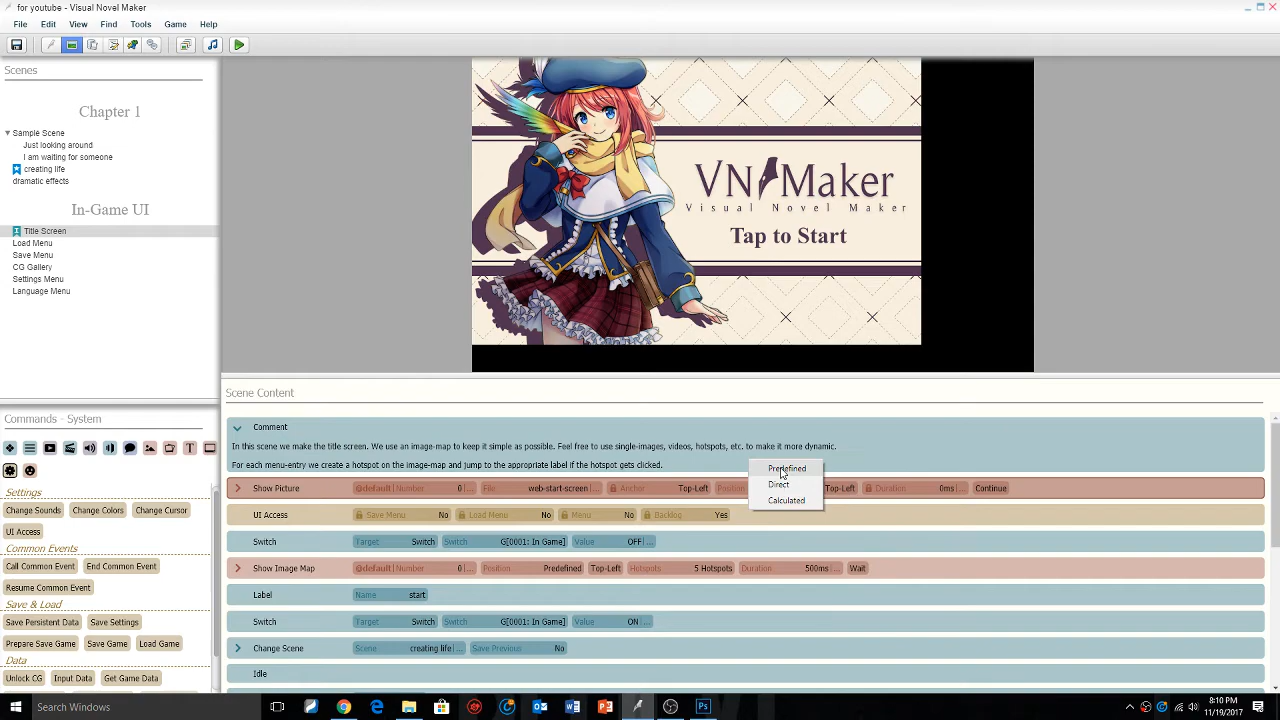 for youtube - Visual Novel Maker
File Edit View Find Tools Game Help
Scenes
Chapter 1
Sample Scene
Just looking around
I am waiting for someone
creating life
dramatic effects
In-Game UI
Title Screen
Load Menu
Save Menu
CG Gallery
Settings Menu
Language Menu
VN Maker
Visual Novel Maker
Tap to Start
Commands - System
Settings
Change Sounds Change Colors Change Cursor
UI Access
Common Events
Call Common Event End Common Event
Resume Common Event
Save & Load
Save Persistent Data Save Settings
Prepare Save Game Save Game Load Game
Data
Unlock CG Input Data Get Game Data
Scene Content
Comment
In this scene we make the title screen. We use an image-map to keep it simple as possible. Feel free to use single-images, videos, hotspots, etc. to make it more dynamic.
For each menu-entry we create a hotspot on the image-map and jump to the appropriate label if the hotspot gets clicked.
Predefined
Direct
Calculated
Show Picture @default Number 0 ... File web-start-screen ... Anchor Top-Left Position Top-Left Duration 0ms ... Continue
UI Access Save Menu No Load Menu No Menu No Backlog Yes
Switch Target Switch Switch G[0001: In Game] Value OFF ...
Show Image Map @default Number 0 ... Position Predefined Top-Left Hotspots 5 Hotspots Duration 500ms ... Wait
Label Name start
Switch Target Switch Switch G[0001: In Game] Value ON ...
Change Scene Scene creating life ... Save Previous No
Idle
Search Windows
8:10 PM
11/19/2017